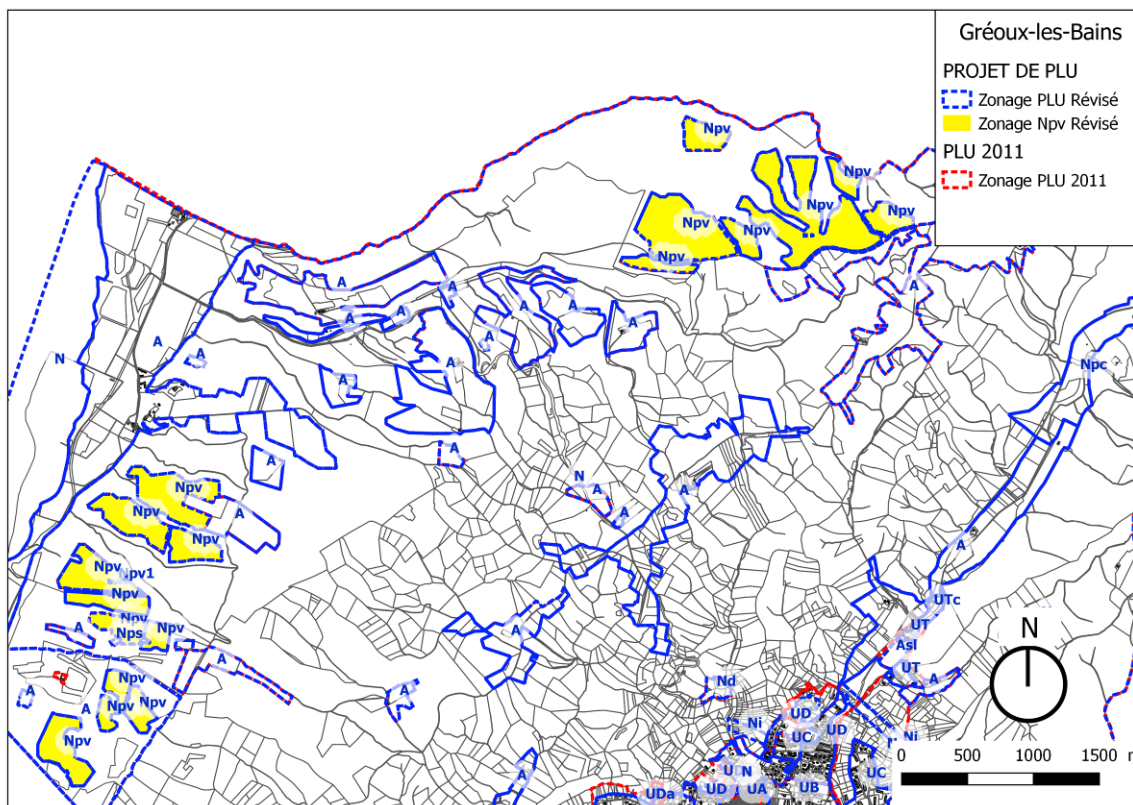 Gréoux-les-Bains
PROJET DE PLU
Zonage PLU Révisé
Zonage Npv Révisé
PLU 2011
Zonage PLU 2011
Npv
Npv
Npv
Npv
Npv
Npv
Npv
A
A
A
A
A
A
A
A
A
A
A
N
A
A
A
A
Npc
A
A
N
A
A
A
Npv
Npv
A
Npv
A
Npv
Npv1
Npv
Npv
Nps
Npv
A
A
A
UTc
UT
Asl
UT
A
N
Npv
Npv
Npv
A
A
Npv
A
Nd
Ni
UD
UC
UD
Ni
UC
A
UDa
UD
N
UD
UA
UB
0 500 1000 1500 m